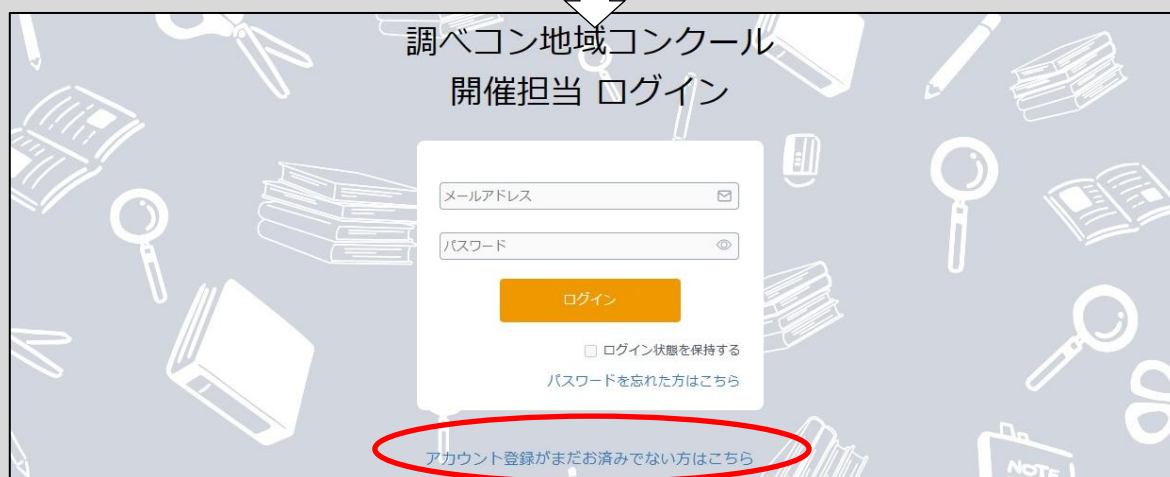 調べコン地域コンクール
開催担当 ログイン
メールアドレス
パスワード
ログイン
ログイン状態を保持する
パスワードを忘れた方はこちら
アカウント登録がまだお済みでない方はこちら
NOTE